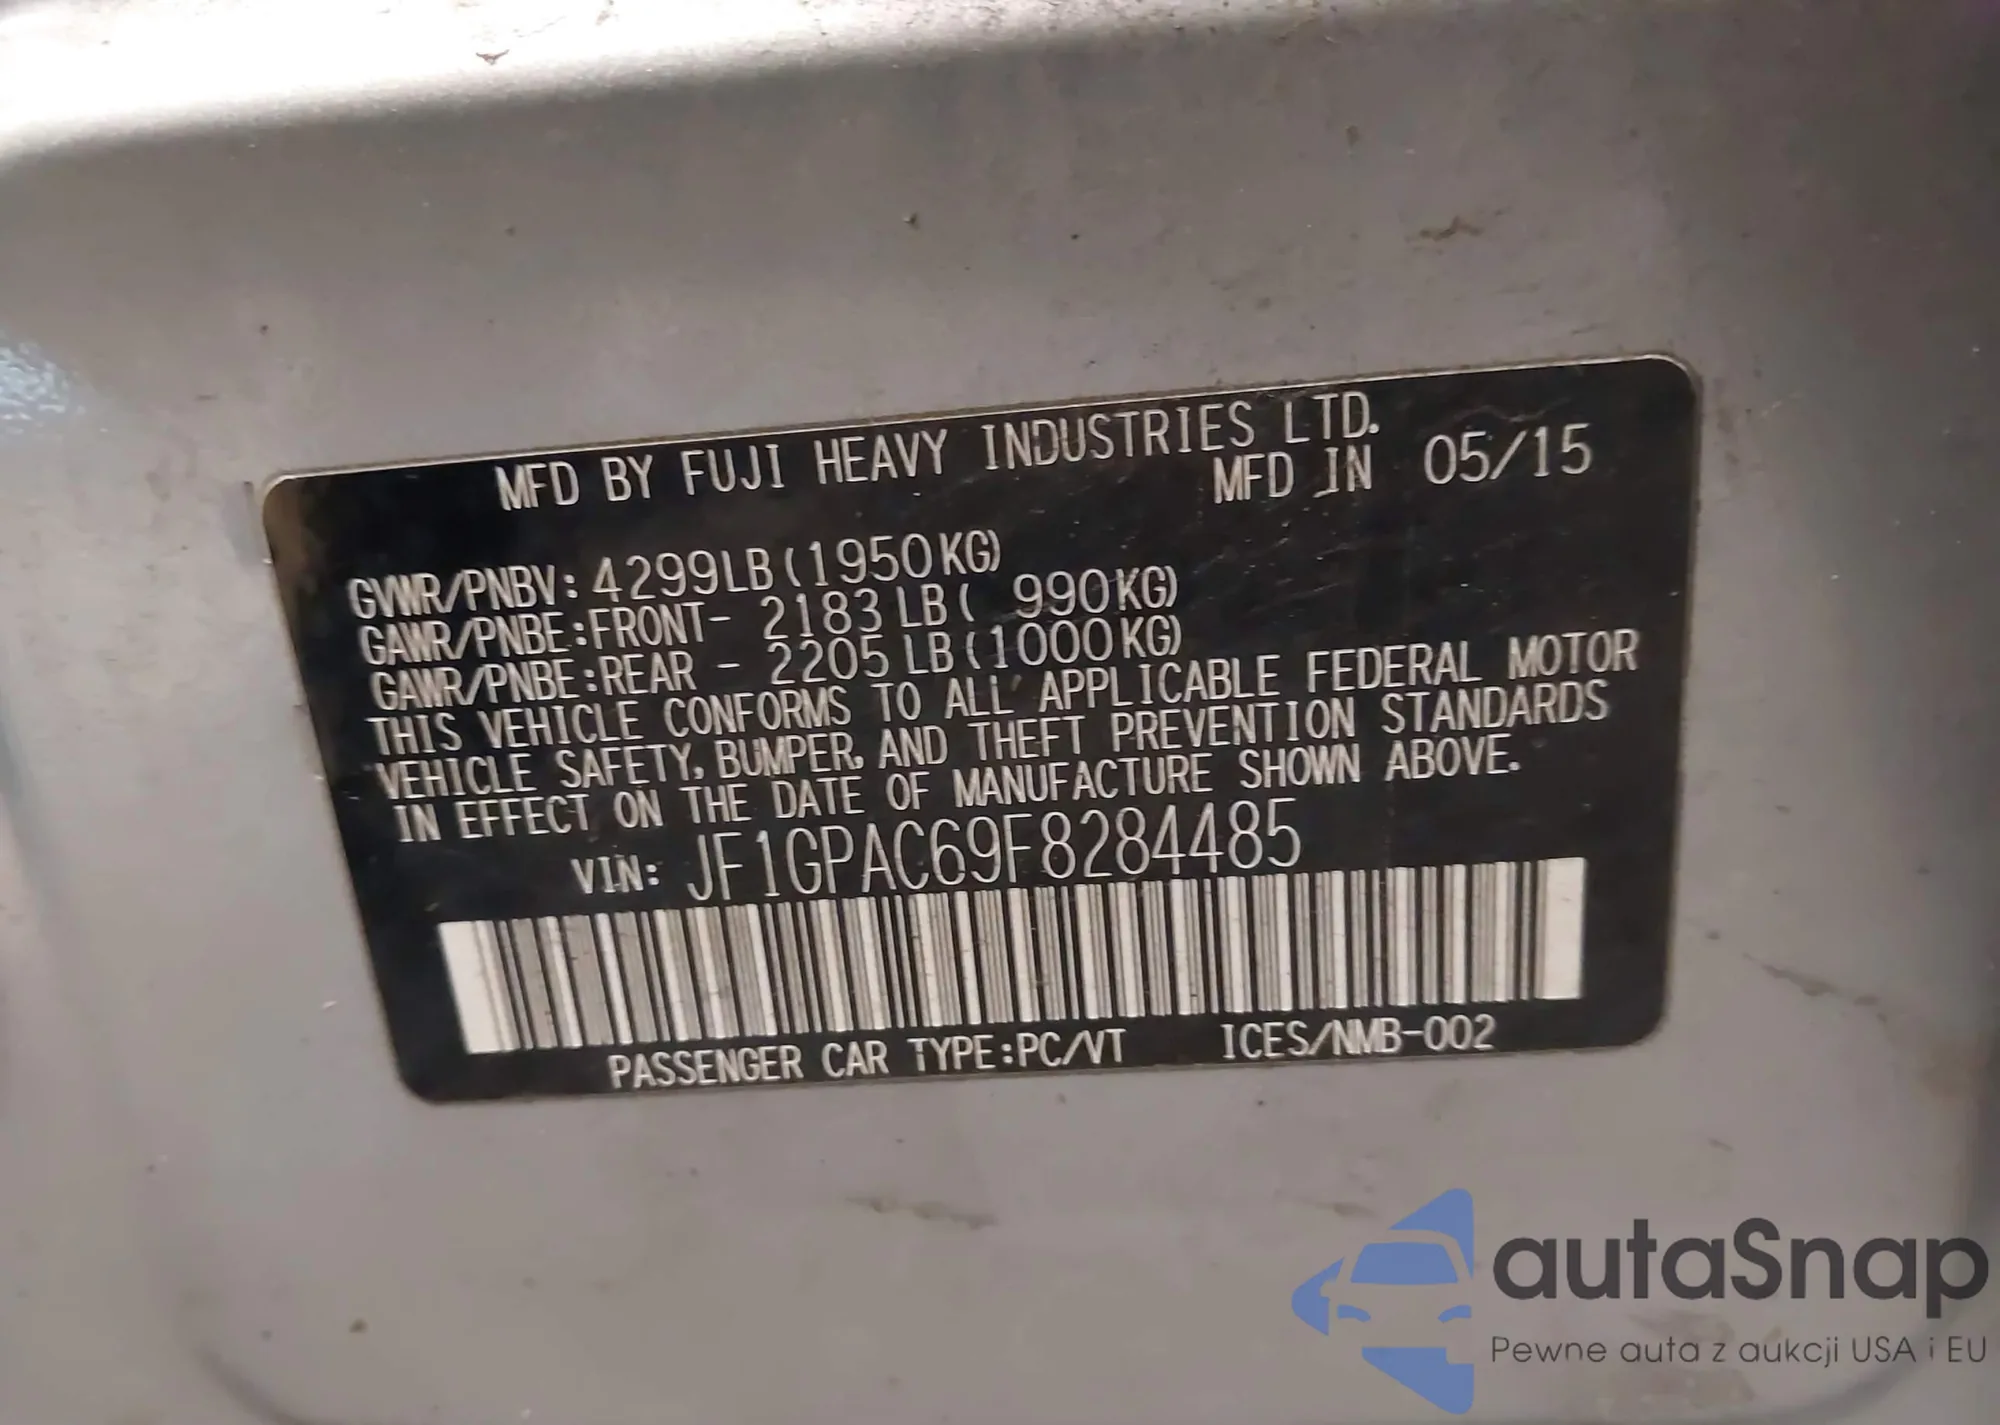 MFD BY FUJI HEAVY INDUSTRIES LTD.
MFD IN 05/15
GVWR/PNBV: 4299LB(1950KG)
GAWR/PNBE:FRONT- 2183 LB( 990KG)
GAWR/PNBE:REAR - 2205 LB(1000KG)
THIS VEHICLE CONFORMS TO ALL APPLICABLE FEDERAL MOTOR
VEHICLE SAFETY, BUMPER, AND THEFT PREVENTION STANDARDS
IN EFFECT ON THE DATE OF MANUFACTURE SHOWN ABOVE.
VIN: JF1GPAC69F8284485
PASSENGER CAR TYPE:PC/VT ICES/NMB-002
autaSnap
Pewne auta z aukcji USA i EU